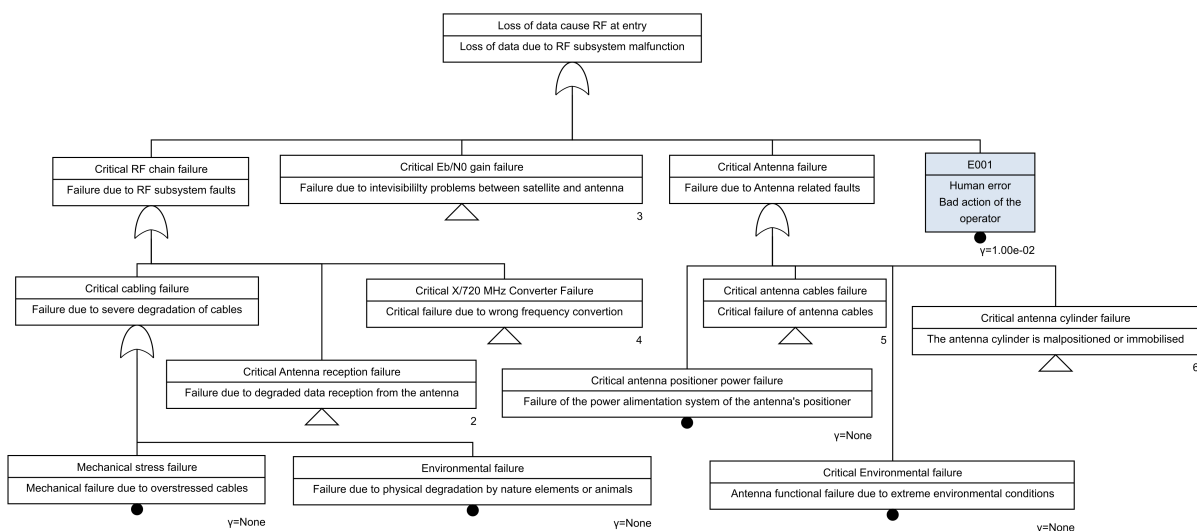 Loss of data cause RF at entry
Loss of data due to RF subsystem malfunction
Critical RF chain failure
Failure due to RF subsystem faults
Critical Eb/N0 gain failure
Failure due to intevisibililty problems between satellite and antenna
3
Critical Antenna failure
Failure due to Antenna related faults
E001
Human error
Bad action of the
operator
γ=1.00e-02
Critical cabling failure
Failure due to severe degradation of cables
Critical X/720 MHz Converter Failure
Critical failure due to wrong frequency convertion
4
Critical antenna cables failure
Critical failure of antenna cables
5
Critical antenna cylinder failure
The antenna cylinder is malpositioned or immobilised
6
Critical Antenna reception failure
Failure due to degraded data reception from the antenna
2
Critical antenna positioner power failure
Failure of the power alimentation system of the antenna's positioner
γ=None
Mechanical stress failure
Mechanical failure due to overstressed cables
γ=None
Environmental failure
Failure due to physical degradation by nature elements or animals
γ=None
Critical Environmental failure
Antenna functional failure due to extreme environmental conditions
γ=None